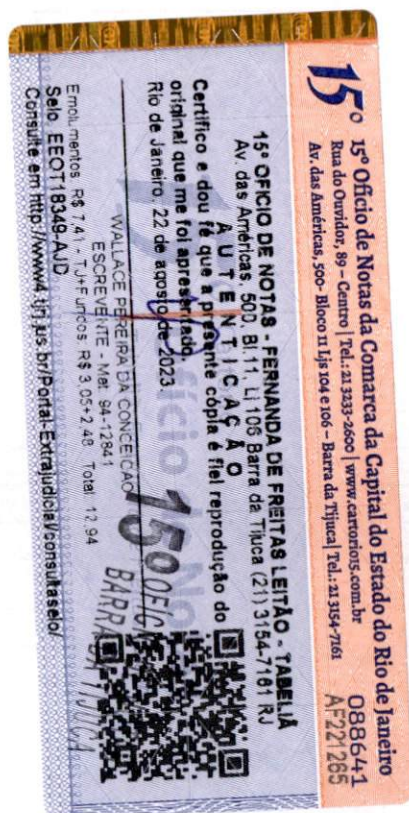 15º
15º Ofício de Notas da Comarca da Capital do Estado do Rio de Janeiro
Rua do Ouvidor, 89 – Centro | Tel.: 21 3233-2600 | www.cartorio15.com.br
Av. das Américas, 500 - Bloco 11 Ljs 104 e 106 – Barra da Tijuca | Tel.: 21 3154-7161
088641
AF221265
15º OFICIO DE NOTAS - FERNANDA DE FREITAS LEITÃO - TABELIÃ
Av. das Américas, 500, Bl.11, Lj 106 Barra da Tijuca (21) 3154-7161 RJ
A U T E N T I C A Ç Ã O
Certifico e dou fé que a presente cópia é fiel reprodução do
original que me foi apresentado.
Rio de Janeiro, 22 de agosto de 2023
WALLACE PEREIRA DA CONCEICAO
ESCREVENTE - Mat. 94-12841
Emolumentos: R$ 7,41 - TJ+Fundos: R$ 3,05+2,48 Total: 12,94
Selo: EEOT18349-AJD
Consulte em http://www4.tjrj.jus.br/Portal-Extrajudicial/consultaselo/
15º OFIC
BARRA DA TIJUCA